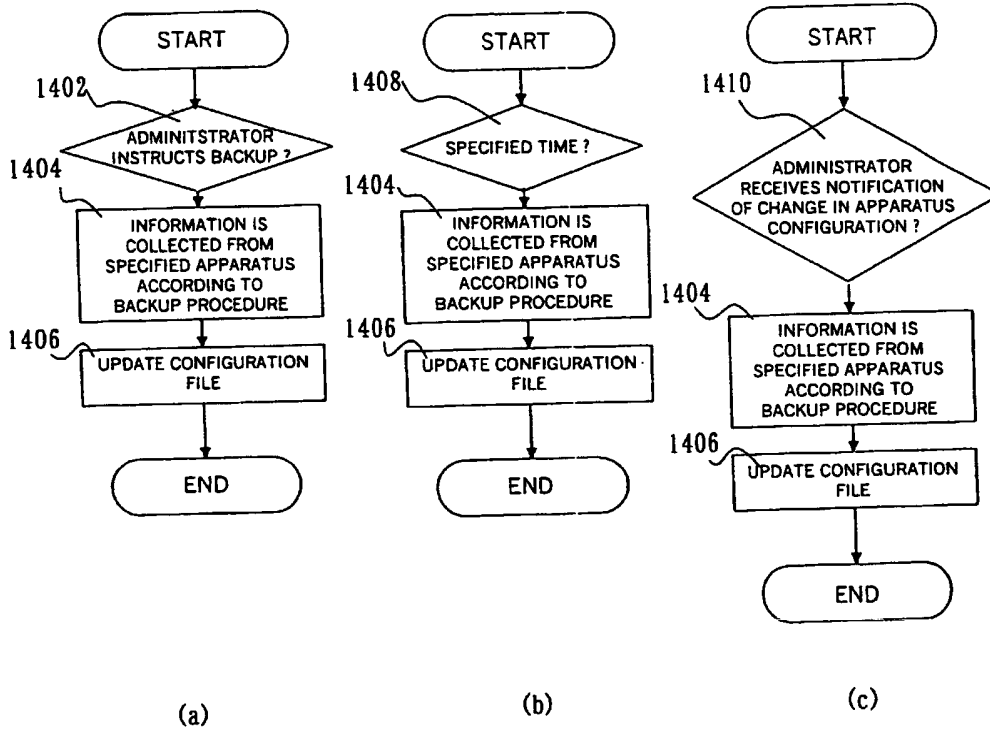 START
1402
ADMINITSTRATOR
INSTRUCTS BACKUP ?
1404
INFORMATION IS
COLLECTED FROM
SPECIFIED APPARATUS
ACCORDING TO
BACKUP PROCEDURE
1406
UPDATE CONFIGURATION
FILE
END
(a)
START
1408
SPECIFIED TIME ?
1404
INFORMATION IS
COLLECTED FROM
SPECIFIED APPARATUS
ACCORDING TO
BACKUP PROCEDURE
1406
UPDATE CONFIGURATION
FILE
END
(b)
START
1410
ADMINISTRATOR
RECEIVES NOTIFICATION
OF CHANGE IN APPARATUS
CONFIGURATION ?
1404
INFORMATION IS
COLLECTED FROM
SPECIFIED APPARATUS
ACCORDING TO
BACKUP PROCEDURE
1406
UPDATE CONFIGURATION
FILE
END
(c)